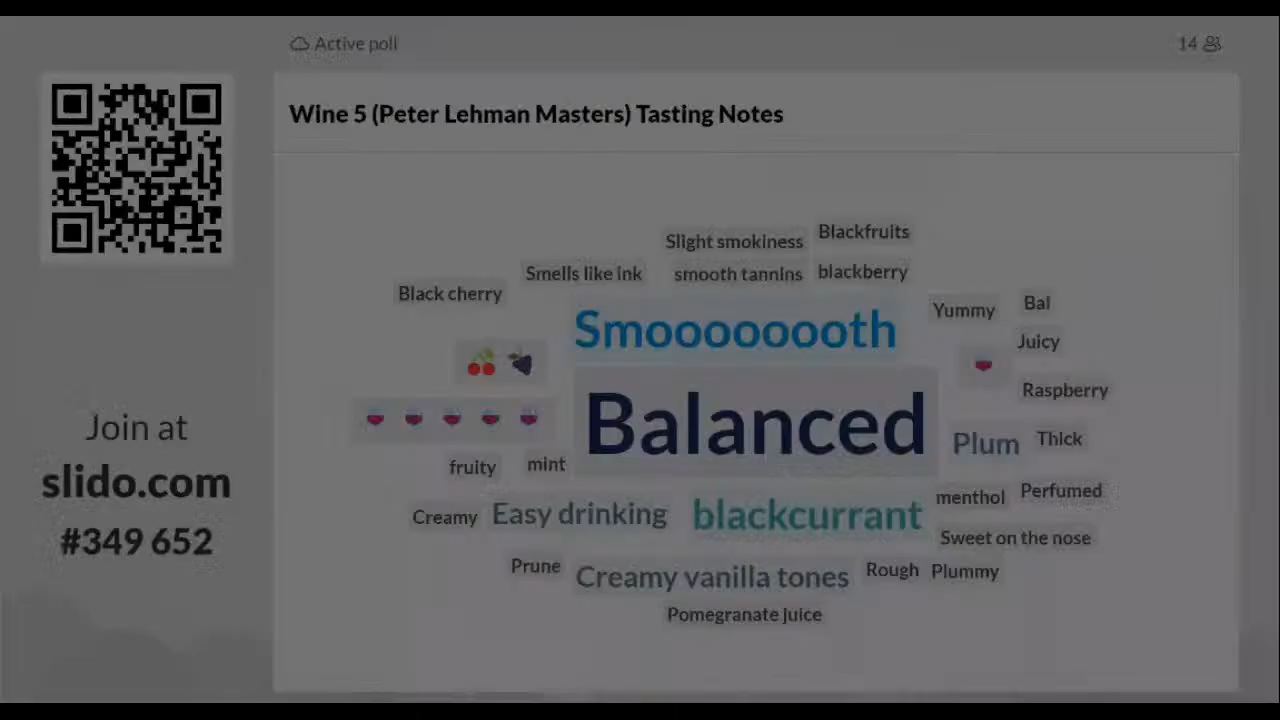 Active poll
14
Wine 5 (Peter Lehman Masters) Tasting Notes
Join at
slido.com
#349 652
Slight smokiness
Blackfruits
Smells like ink
smooth tannins
blackberry
Black cherry
Yummy
Bal
Smooooooooth
Juicy
Raspberry
Balanced
Plum
Thick
fruity
mint
menthol
Perfumed
Creamy
Easy drinking
blackcurrant
Sweet on the nose
Prune
Creamy vanilla tones
Rough
Plummy
Pomegranate juice